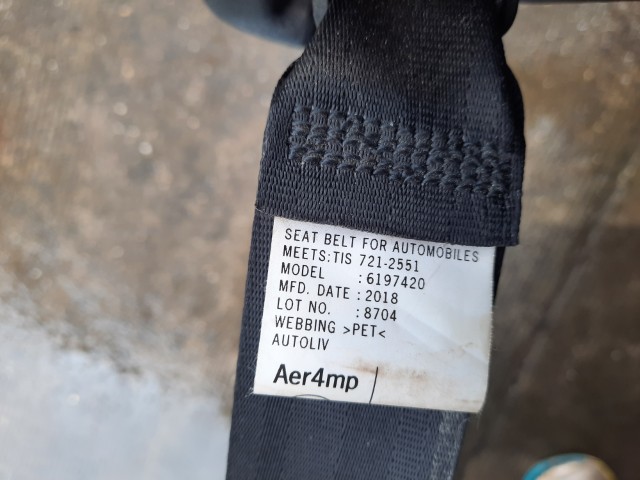 SEAT BELT FOR AUTOMOBILES
MEETS:TIS 721-2551
MODEL :6197420
MFD. DATE :2018
LOT NO. :8704
WEBBING >PET<
AUTOLIV
Aer4mp